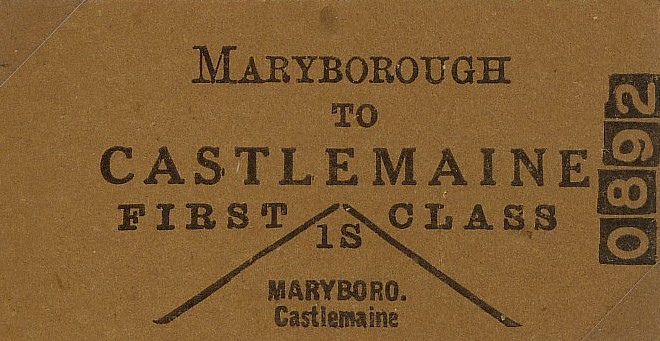 MARYBOROUGH
TO
CASTLEMAINE
FIRST CLASS
1S
MARYBORO.
Castlemaine
0892